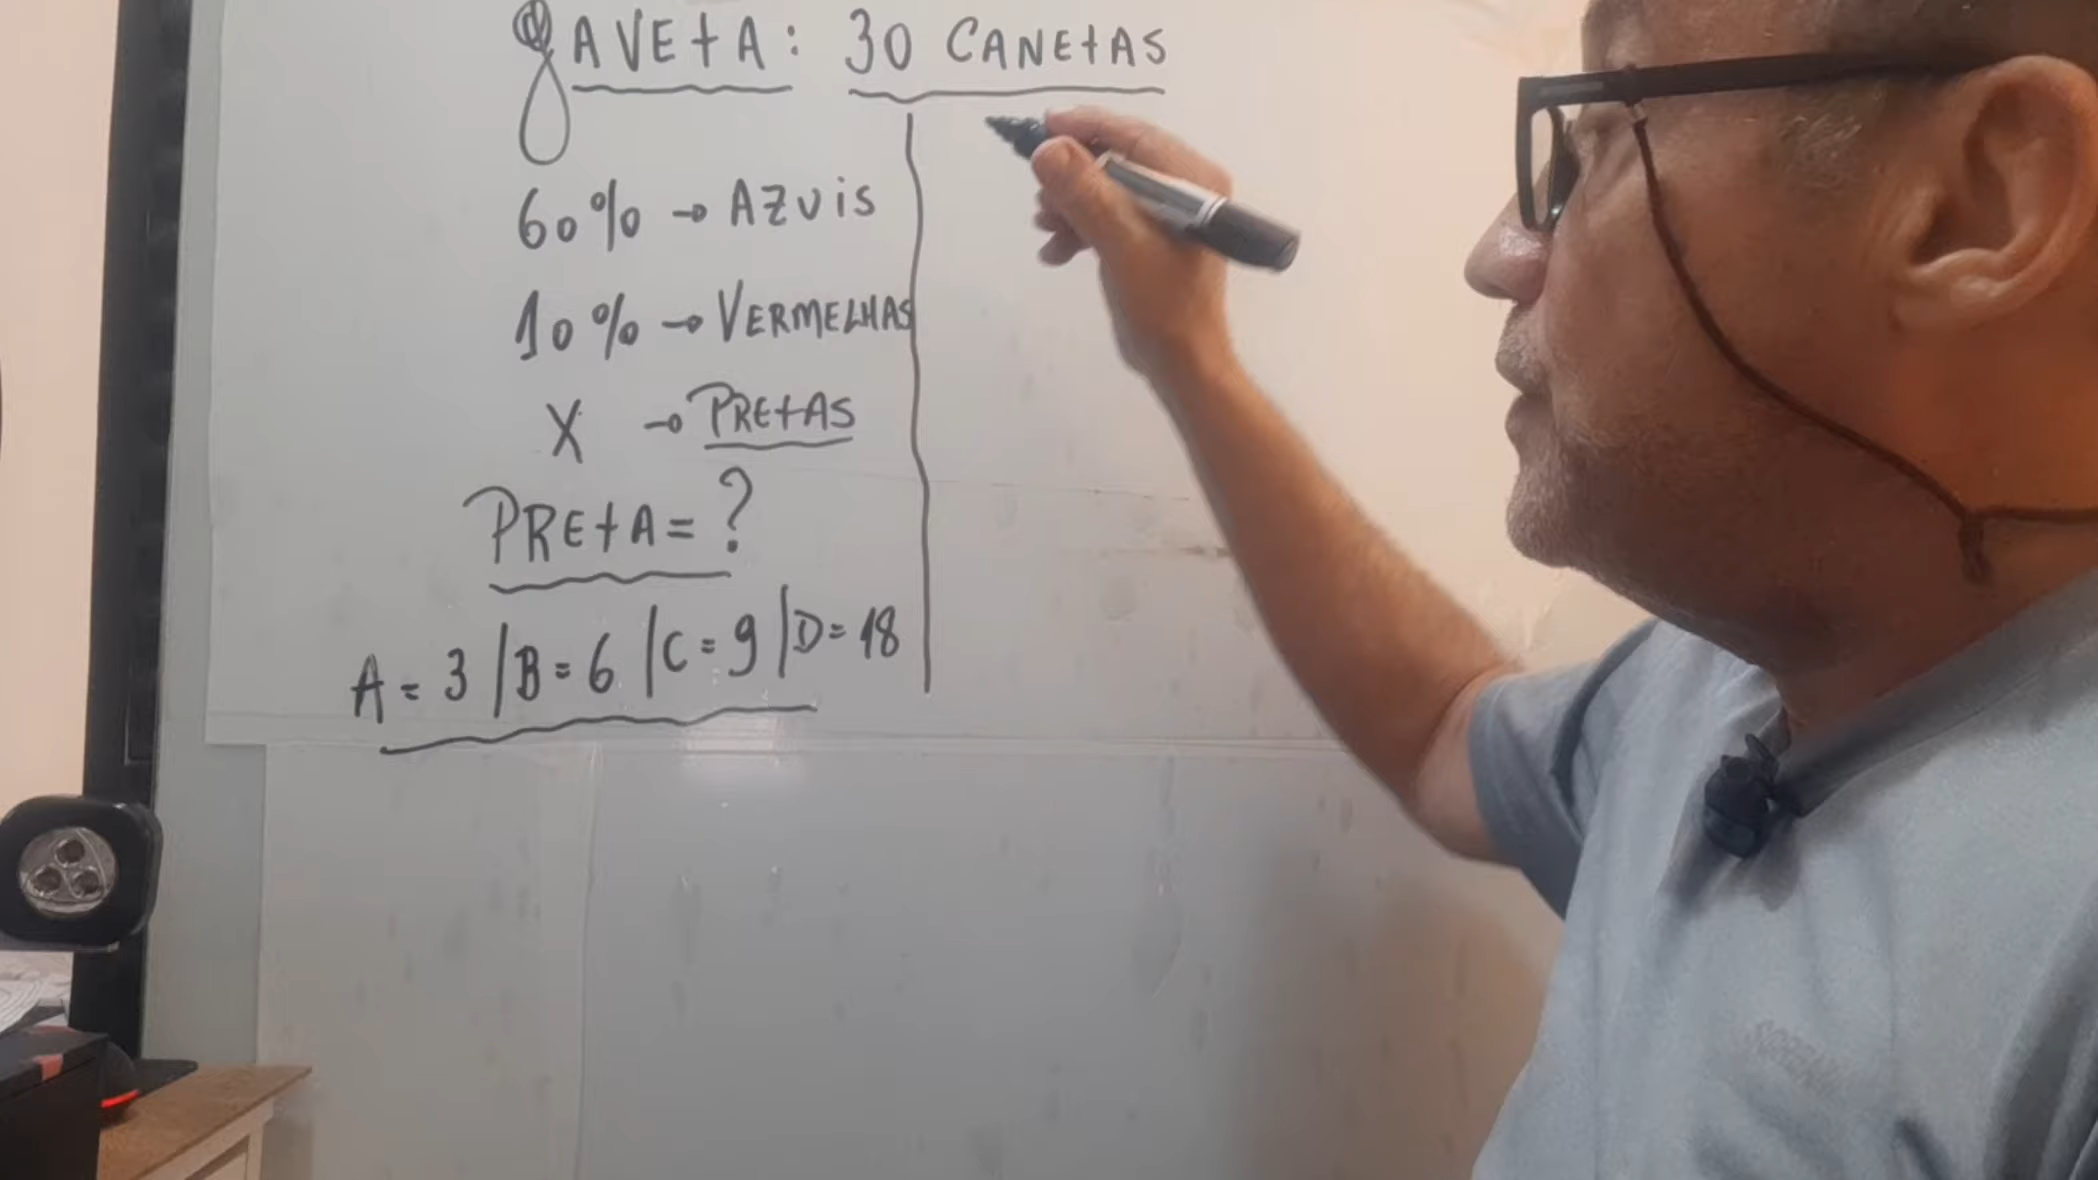 GAVETA: 30 CANETAS
60% → AZUIS
10% → VERMELHAS
X → PRETAS
PRETA = ?
A = 3 | B = 6 | C = 9 | D = 18